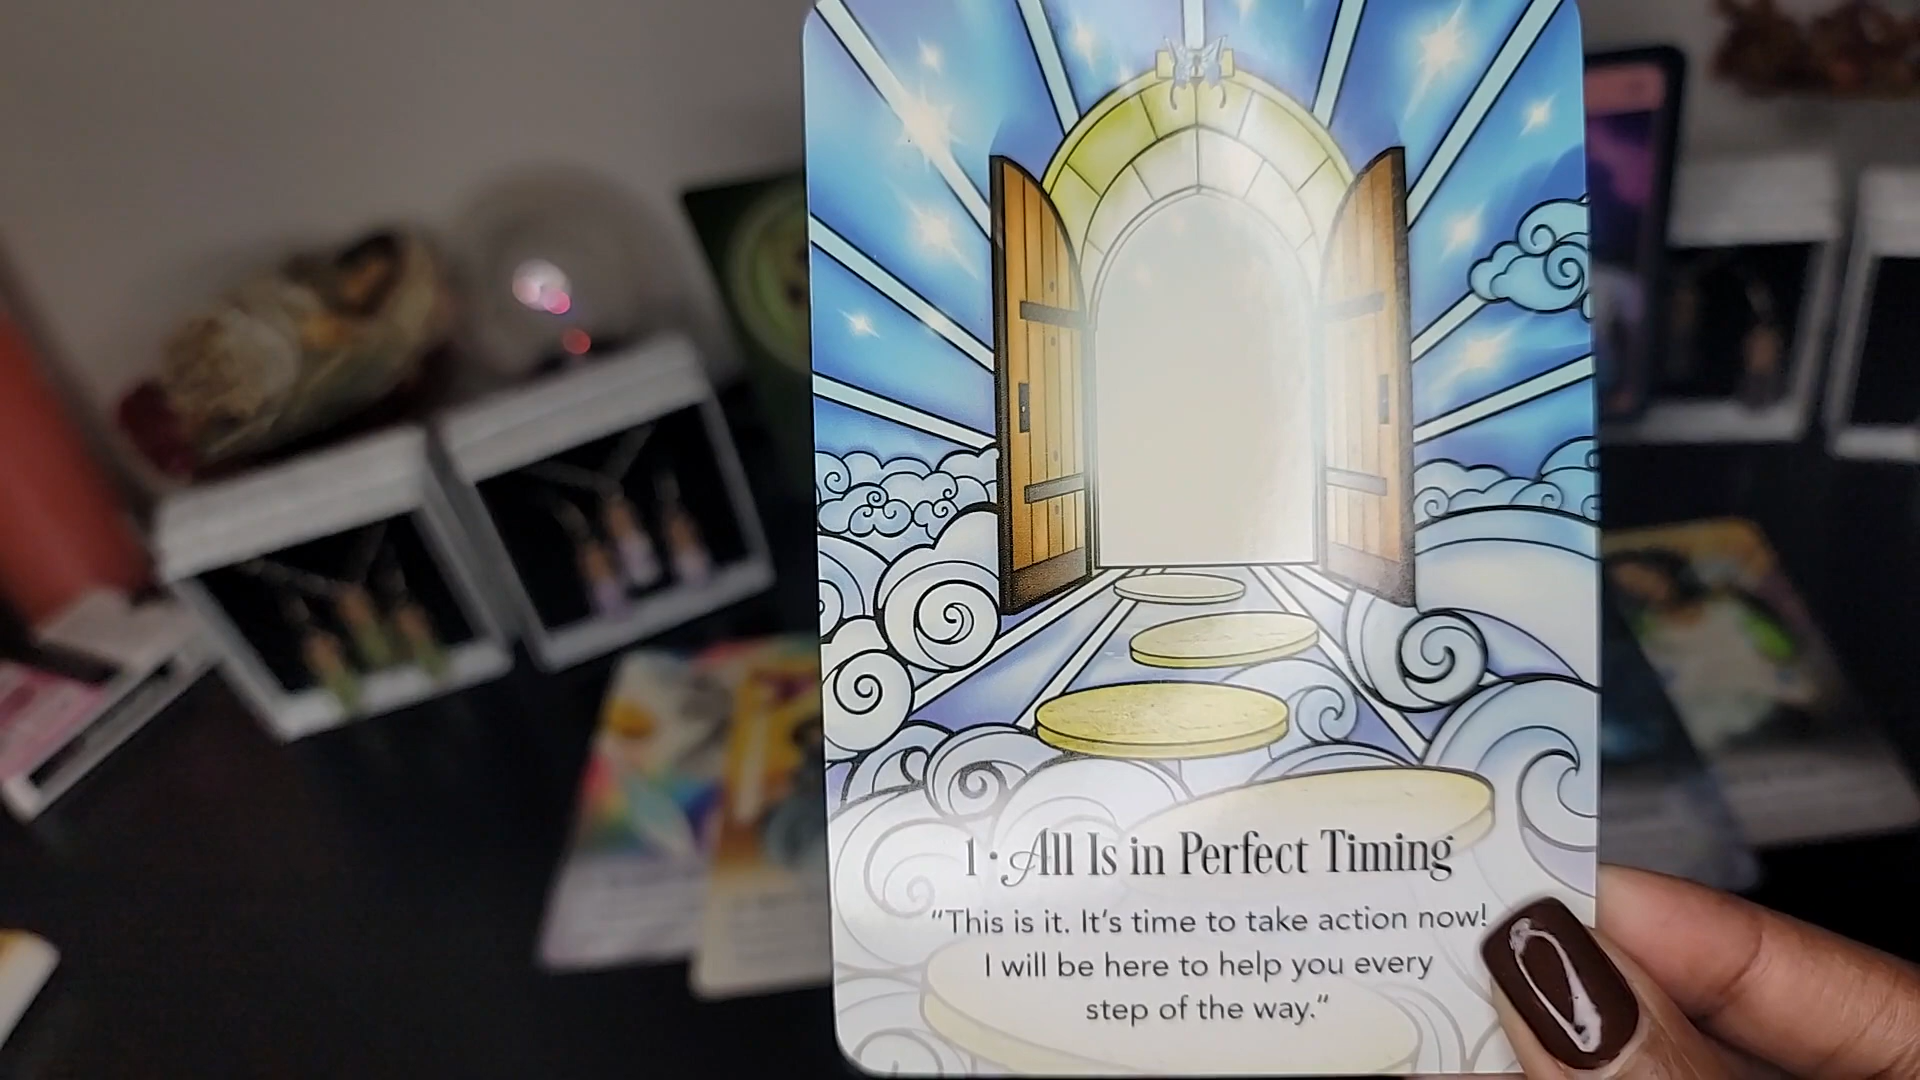 1 · All Is in Perfect Timing
“This is it. It’s time to take action now!
I will be here to help you every
step of the way.”